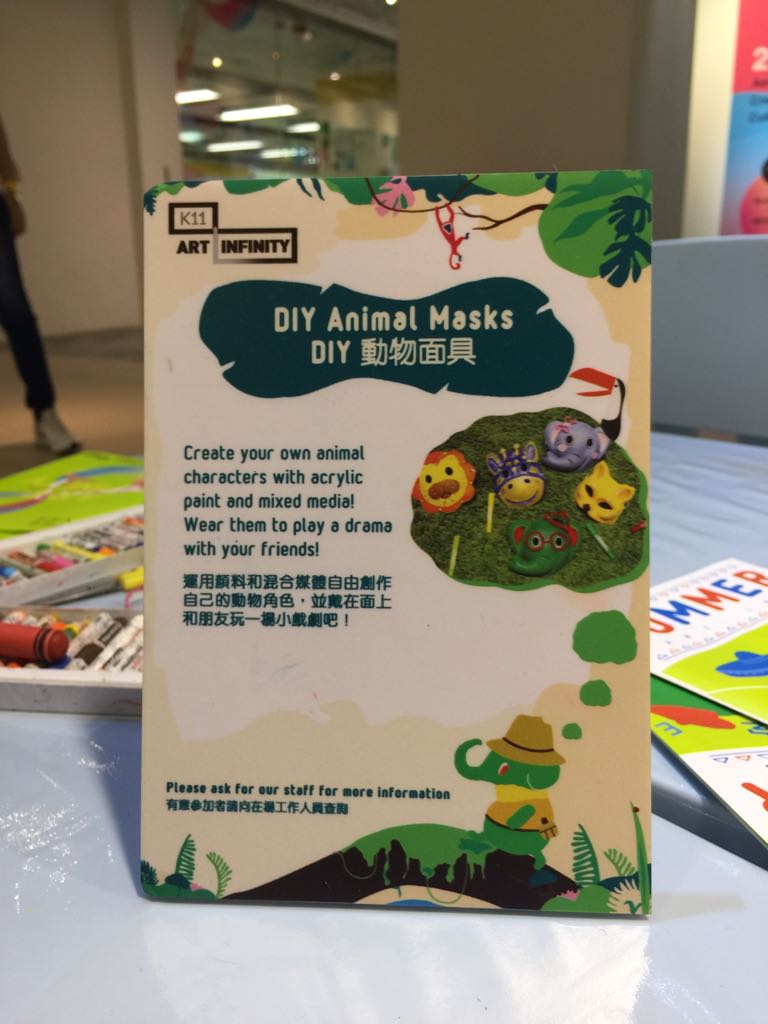 K11
ART INFINITY
DIY Animal Masks
DIY 動物面具
Create your own animal
characters with acrylic
paint and mixed media!
Wear them to play a drama
with your friends!
運用顏料和混合媒體自由創作
自己的動物角色，並戴在面上
和朋友玩一場小戲劇吧！
Please ask for our staff for more information
有意參加者請向在場工作人員查詢